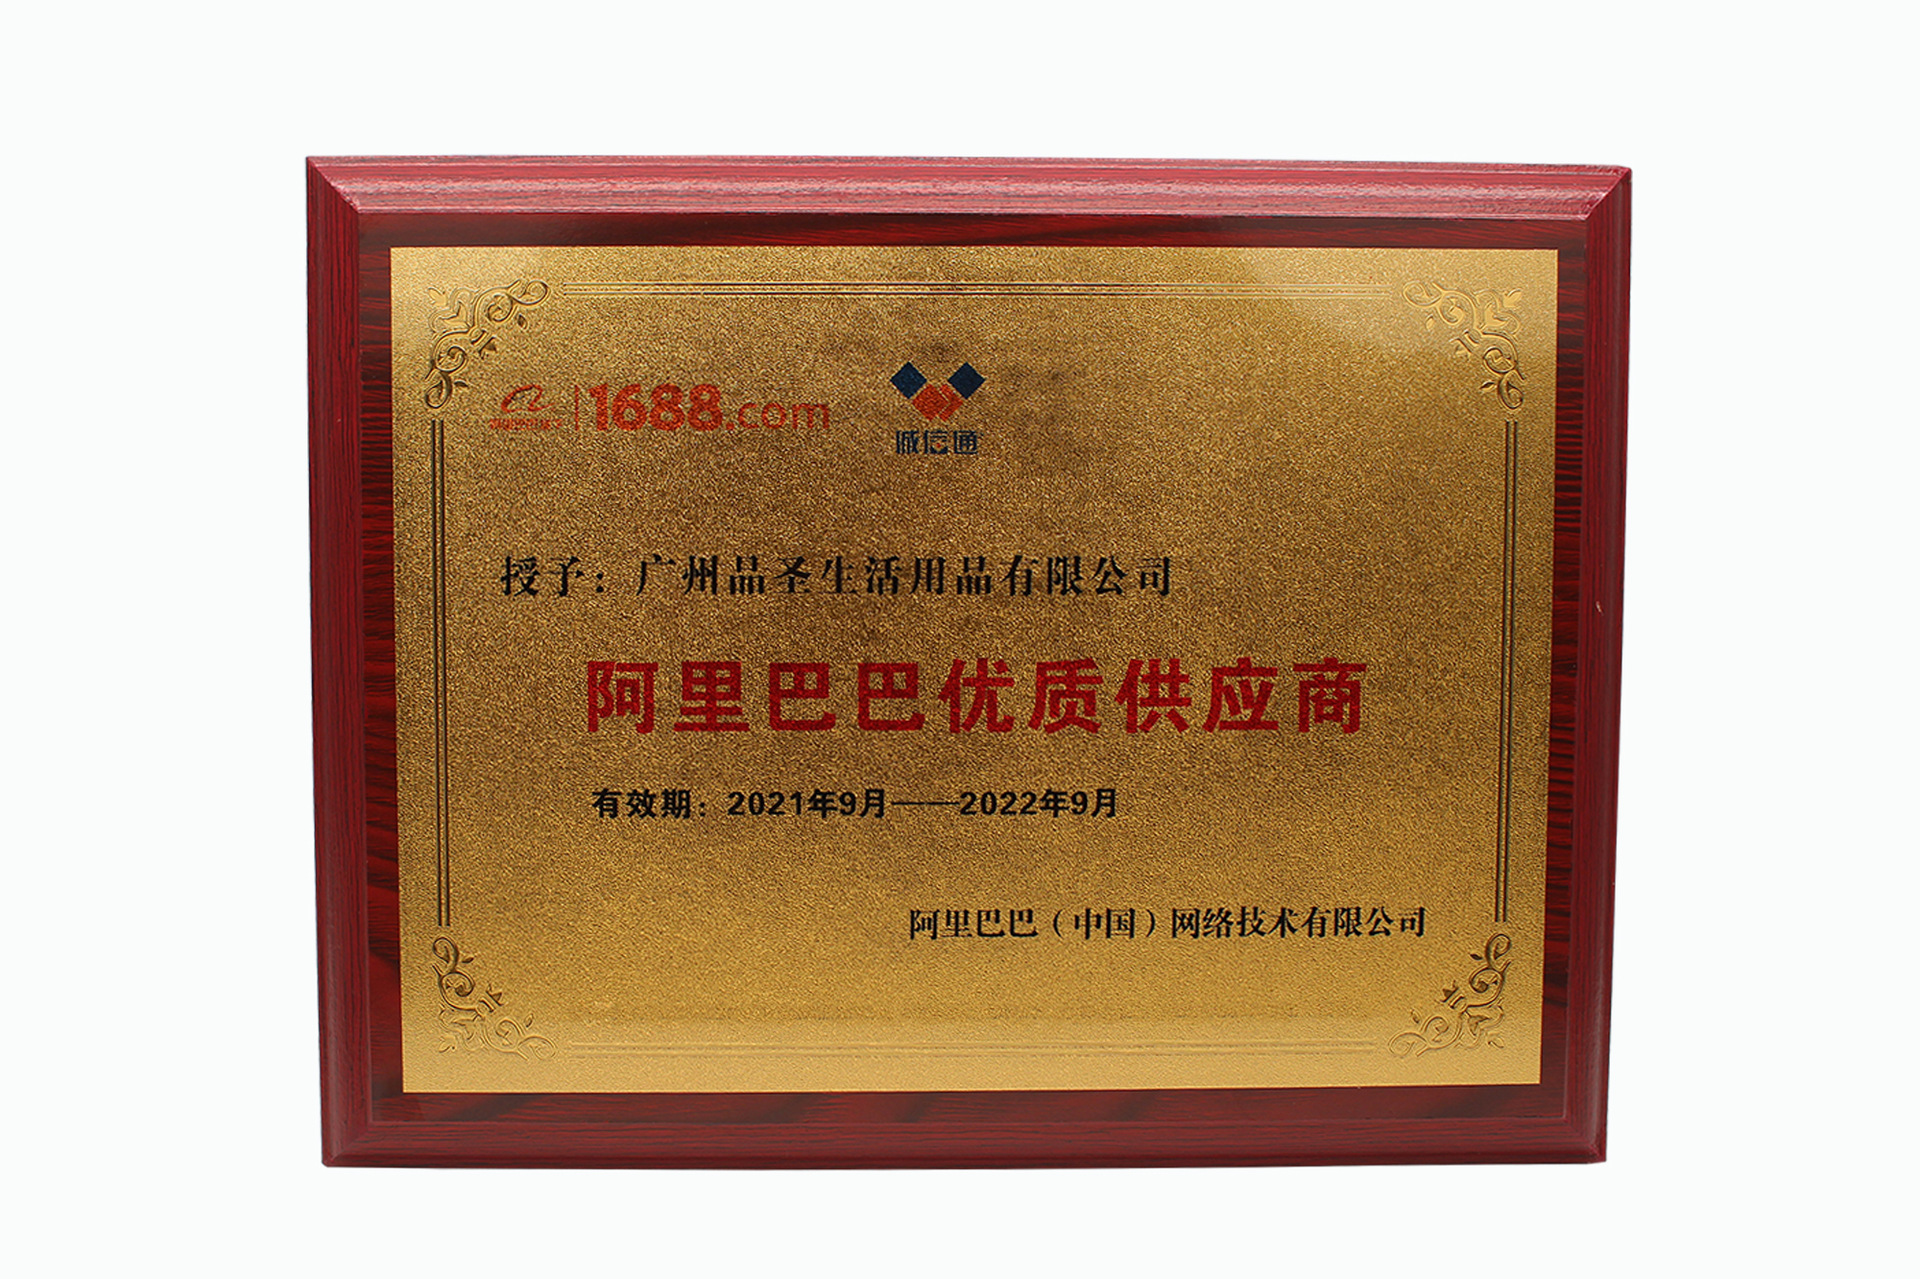 1688.com
诚信通
授予：广州品圣生活用品有限公司
阿里巴巴优质供应商
有效期：2021年9月——2022年9月
阿里巴巴（中国）网络技术有限公司